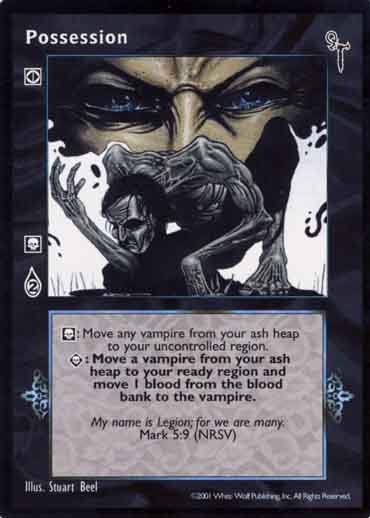 Possession
2
: Move any vampire from your ash heap
to your uncontrolled region.
: Move a vampire from your ash
heap to your ready region and
move 1 blood from the blood
bank to the vampire.
My name is Legion; for we are many.
Mark 5:9 (NRSV)
Illus. Stuart Beel
©2001 White Wolf Publishing, Inc. All Rights Reserved.